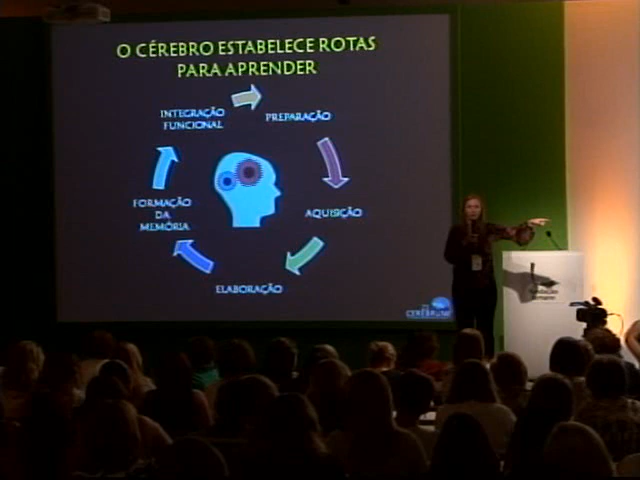 O CÉREBRO ESTABELECE ROTAS
PARA APRENDER
INTEGRAÇÃO
FUNCIONAL
PREPARAÇÃO
AQUISIÇÃO
ELABORAÇÃO
FORMAÇÃO
DA
MEMÓRIA